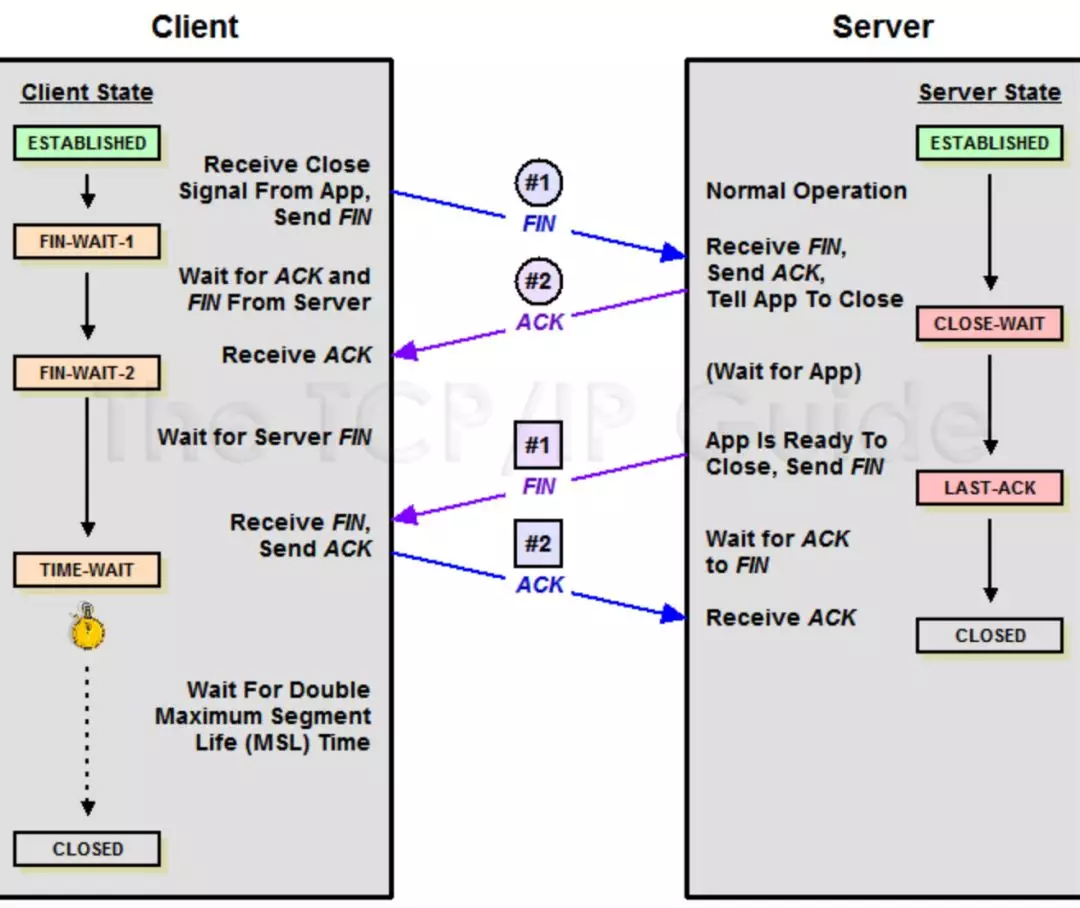 Client
Server
Client State
ESTABLISHED
Receive Close
Signal From App,
Send FIN
FIN-WAIT-1
Wait for ACK and
FIN From Server
Receive ACK
FIN-WAIT-2
Wait for Server FIN
Receive FIN,
Send ACK
TIME-WAIT
Wait For Double
Maximum Segment
Life (MSL) Time
CLOSED
#1
FIN
#2
ACK
#1
FIN
#2
ACK
Server State
ESTABLISHED
Normal Operation
Receive FIN,
Send ACK,
Tell App To Close
CLOSE-WAIT
(Wait for App)
App Is Ready To
Close, Send FIN
LAST-ACK
Wait for ACK
to FIN
Receive ACK
CLOSED
The TCP/IP Guide